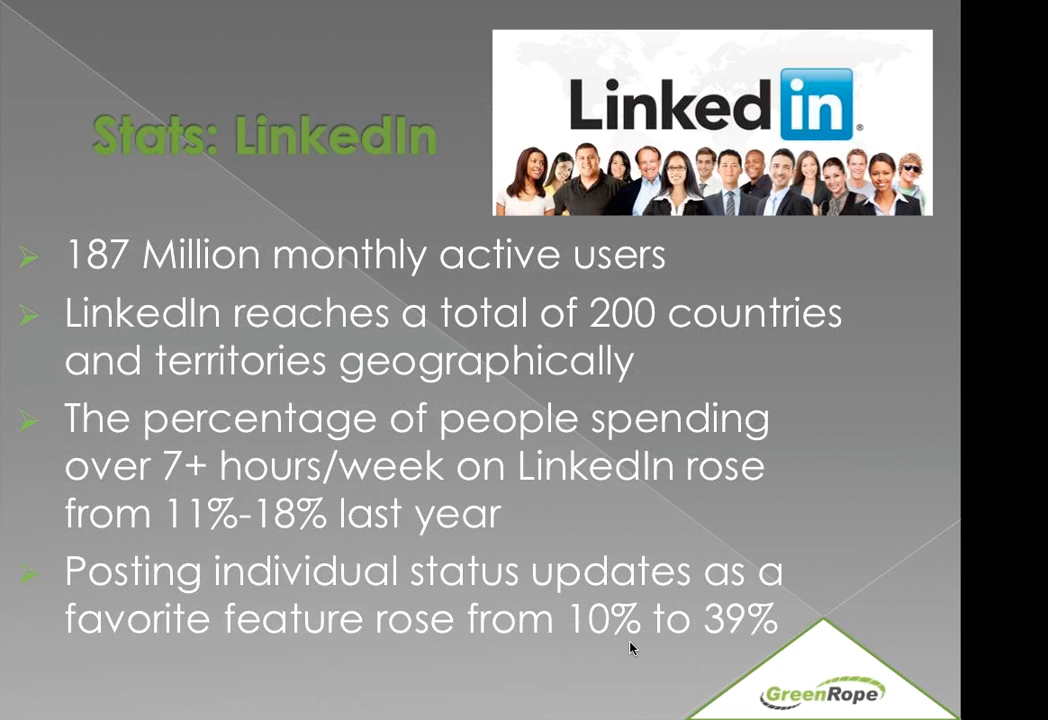 Linked in®
Stats: LinkedIn
187 Million monthly active users
LinkedIn reaches a total of 200 countries
and territories geographically
The percentage of people spending
over 7+ hours/week on LinkedIn rose
from 11%-18% last year
Posting individual status updates as a
favorite feature rose from 10% to 39%
GreenRope